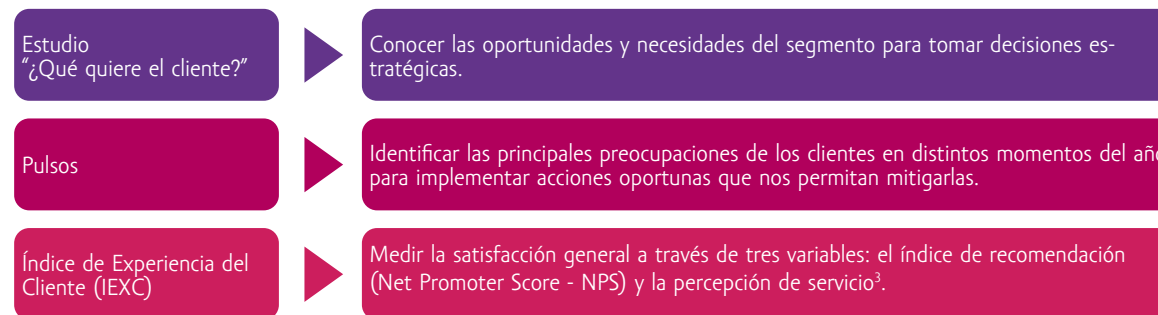 Estudio
“¿Qué quiere el cliente?”
Conocer las oportunidades y necesidades del segmento para tomar decisiones es-
tratégicas.
Pulsos
Identificar las principales preocupaciones de los clientes en distintos momentos del año
para implementar acciones oportunas que nos permitan mitigarlas.
Índice de Experiencia del
Cliente (IEXC)
Medir la satisfacción general a través de tres variables: el índice de recomendación
(Net Promoter Score - NPS) y la percepción de servicio³.